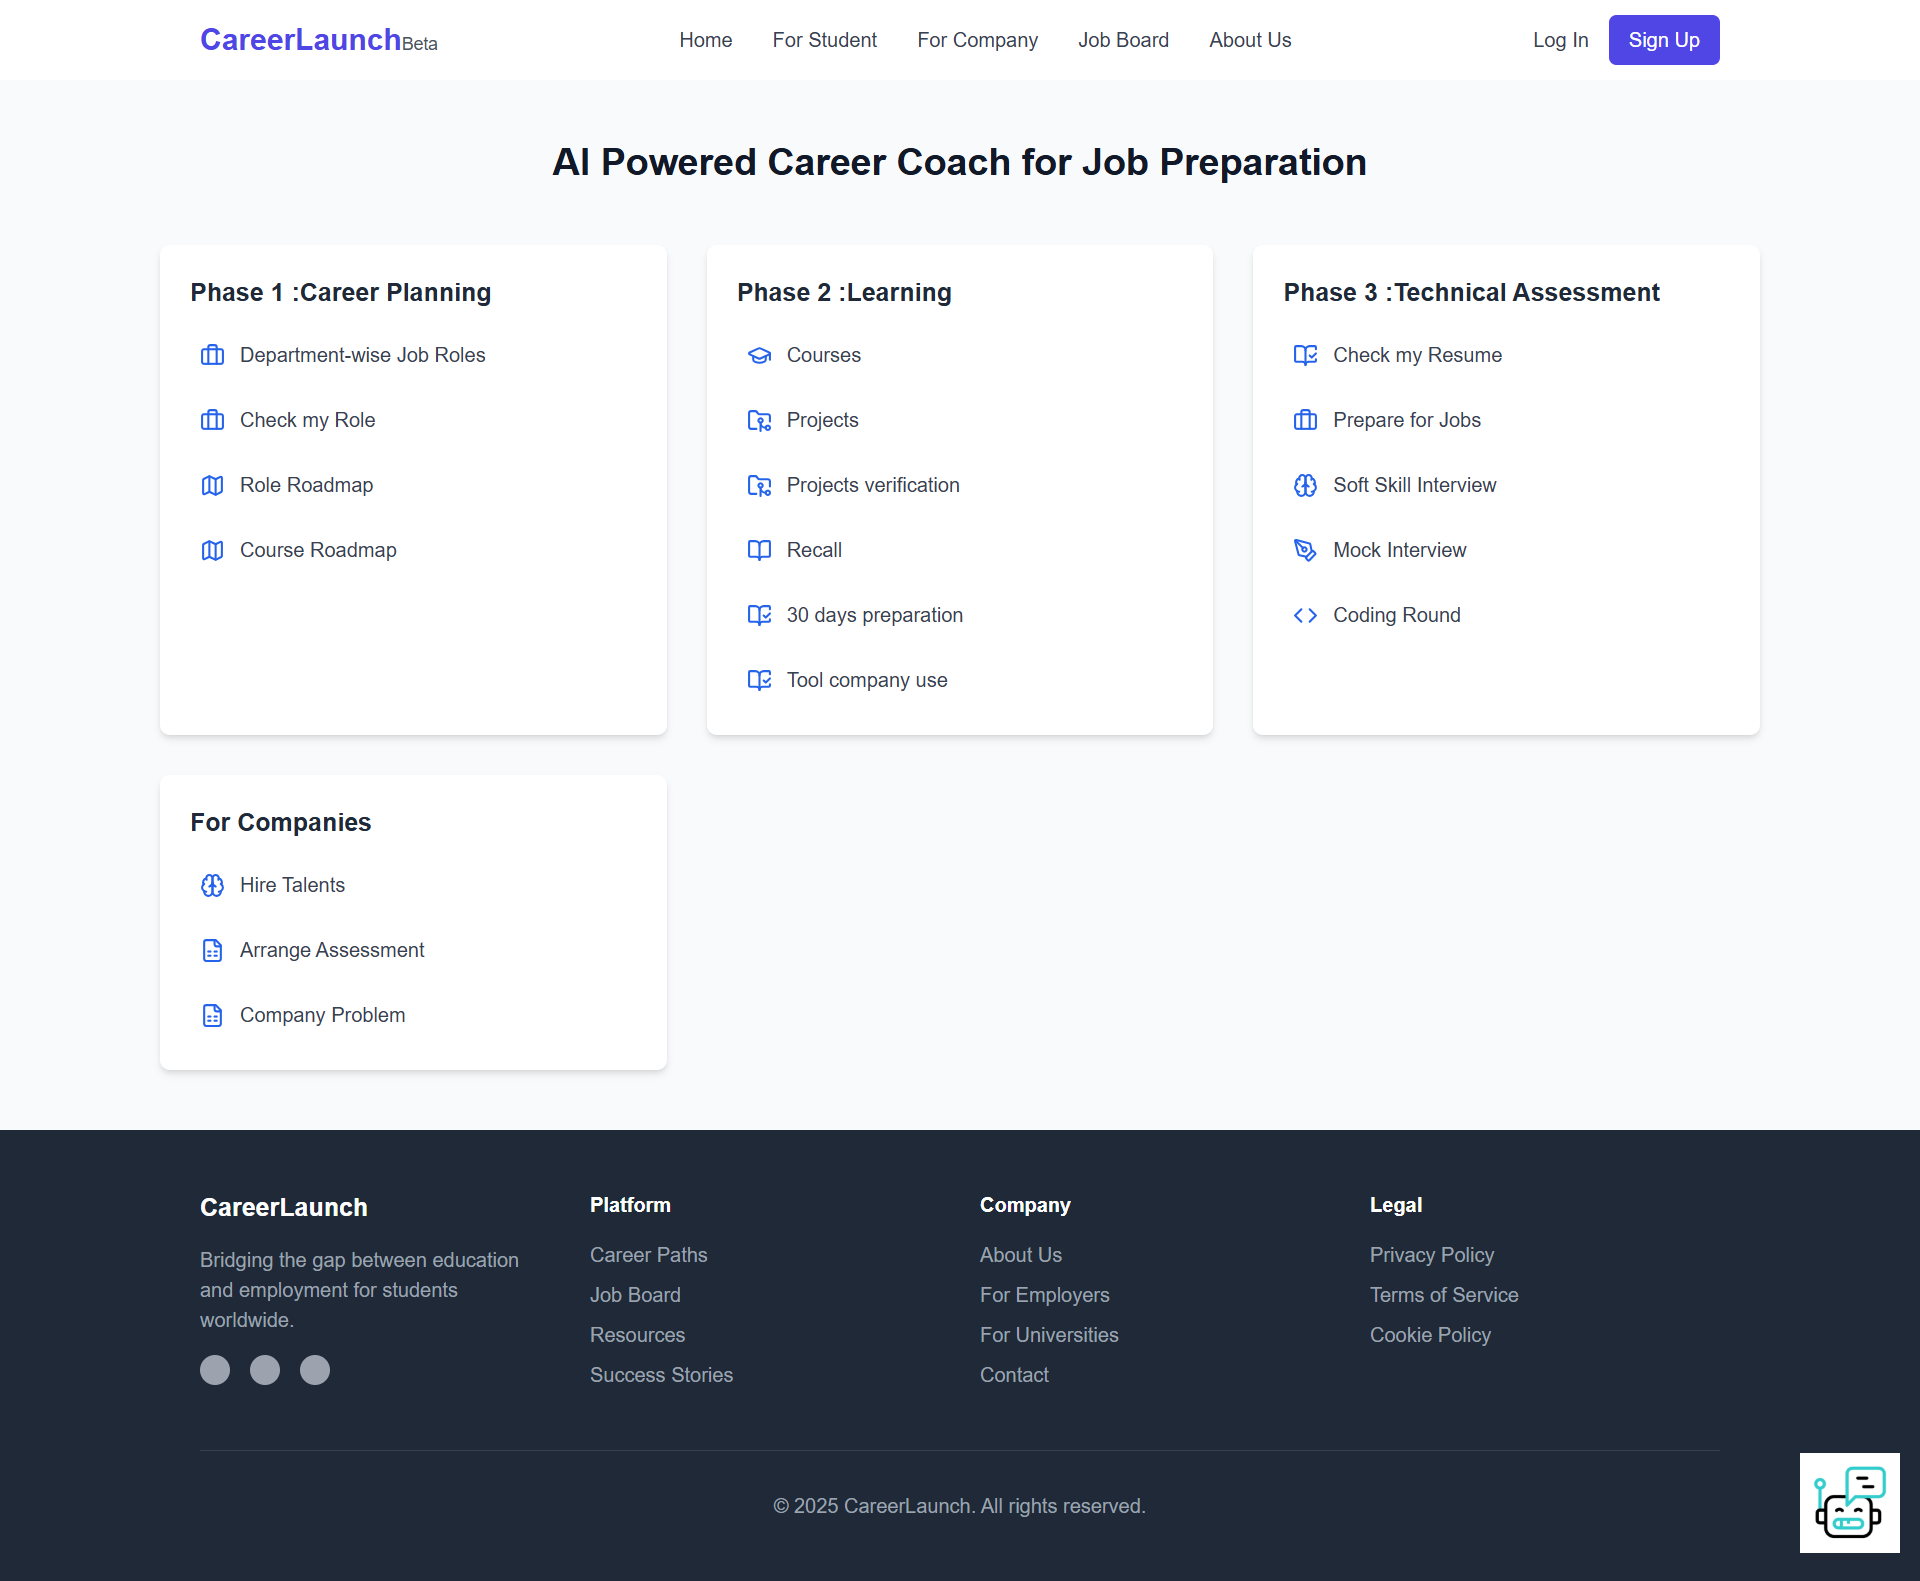 CareerLaunchBeta
Home
For Student
For Company
Job Board
About Us
Log In
Sign Up
AI Powered Career Coach for Job Preparation
Phase 1 :Career Planning
Department-wise Job Roles
Check my Role
Role Roadmap
Course Roadmap
Phase 2 :Learning
Courses
Projects
Projects verification
Recall
30 days preparation
Tool company use
Phase 3 :Technical Assessment
Check my Resume
Prepare for Jobs
Soft Skill Interview
Mock Interview
Coding Round
For Companies
Hire Talents
Arrange Assessment
Company Problem
CareerLaunch
Bridging the gap between education
and employment for students
worldwide.
Platform
Career Paths
Job Board
Resources
Success Stories
Company
About Us
For Employers
For Universities
Contact
Legal
Privacy Policy
Terms of Service
Cookie Policy
© 2025 CareerLaunch. All rights reserved.